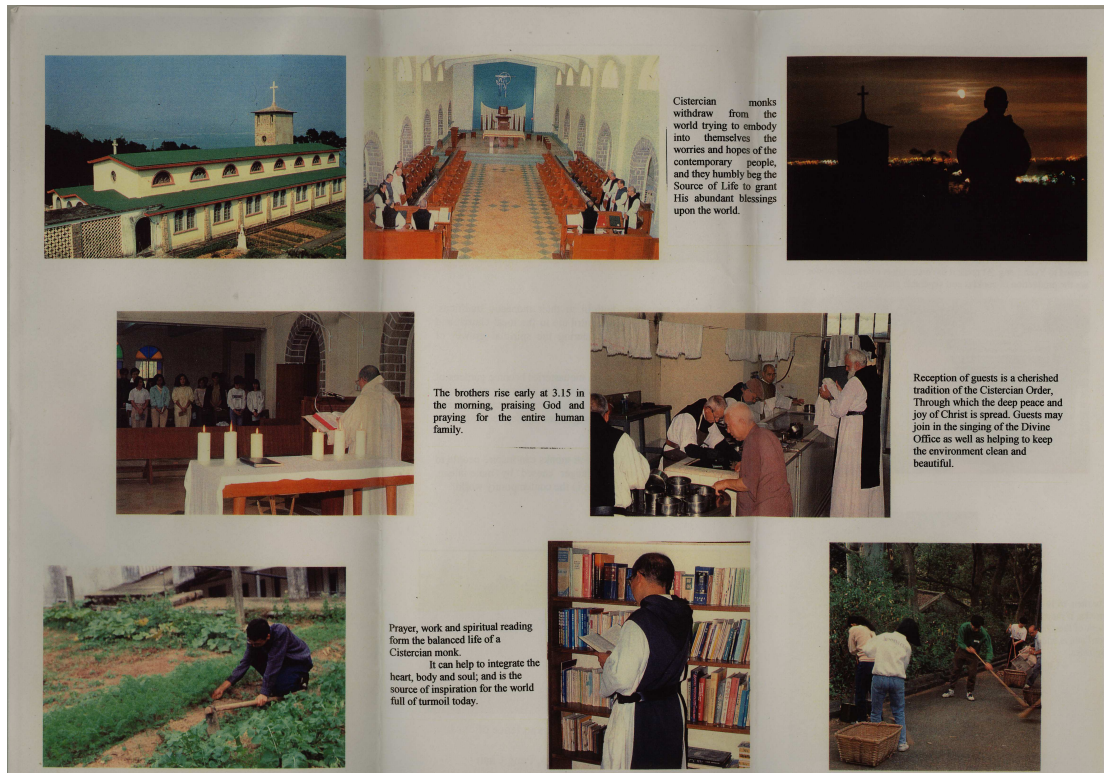 Cistercian monks
withdraw from the
world trying to embody
into themselves the
worries and hopes of the
contemporary people,
and they humbly beg the
Source of Life to grant
His abundant blessings
upon the world.
The brothers rise early at 3.15 in
the morning, praising God and
praying for the entire human
family.
Reception of guests is a cherished
tradition of the Cistercian Order,
Through which the deep peace and
joy of Christ is spread. Guests may
join in the singing of the Divine
Office as well as helping to keep
the environment clean and
beautiful.
Prayer, work and spiritual reading
form the balanced life of a
Cistercian monk.
It can help to integrate the
heart, body and soul; and is the
source of inspiration for the world
full of turmoil today.